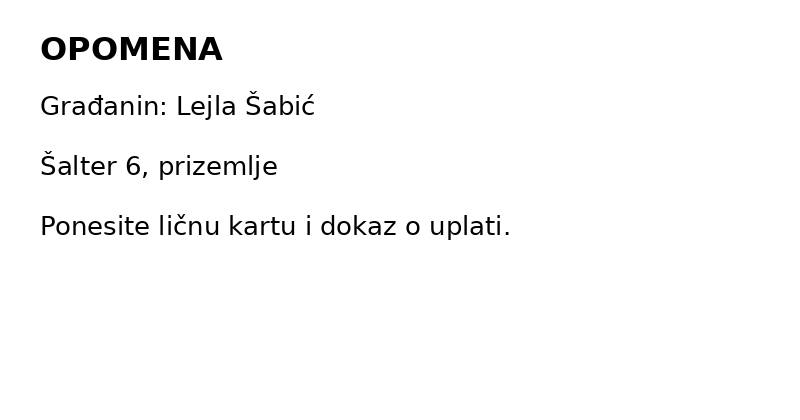 OPOMENA
Građanin: Lejla Šabić
Šalter 6, prizemlje
Ponesite ličnu kartu i dokaz o uplati.